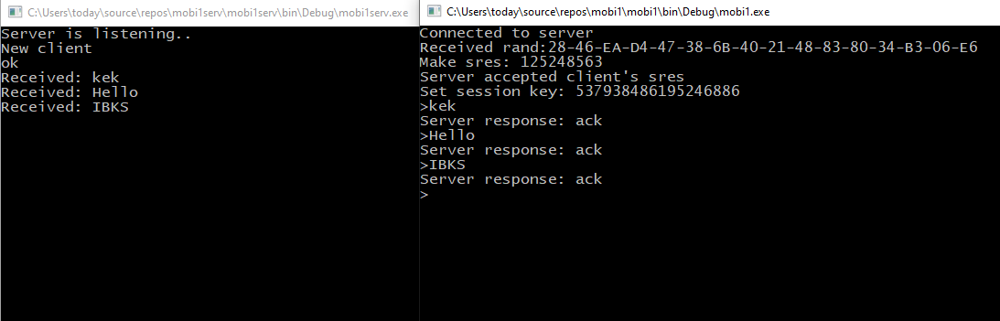 C:\Users\today\source\repos\mobi1serv\mobi1serv\bin\Debug\mobi1serv.exe
Server is listening..
New client
ok
Received: kek
Received: Hello
Received: IBKS
C:\Users\today\source\repos\mobi1\mobi1\bin\Debug\mobi1.exe
Connected to server
Received rand:28-46-EA-D4-47-38-6B-40-21-48-83-80-34-B3-06-E6
Make sres: 125248563
Server accepted client's sres
Set session key: 537938486195246886
>kek
Server response: ack
>Hello
Server response: ack
>IBKS
Server response: ack
>